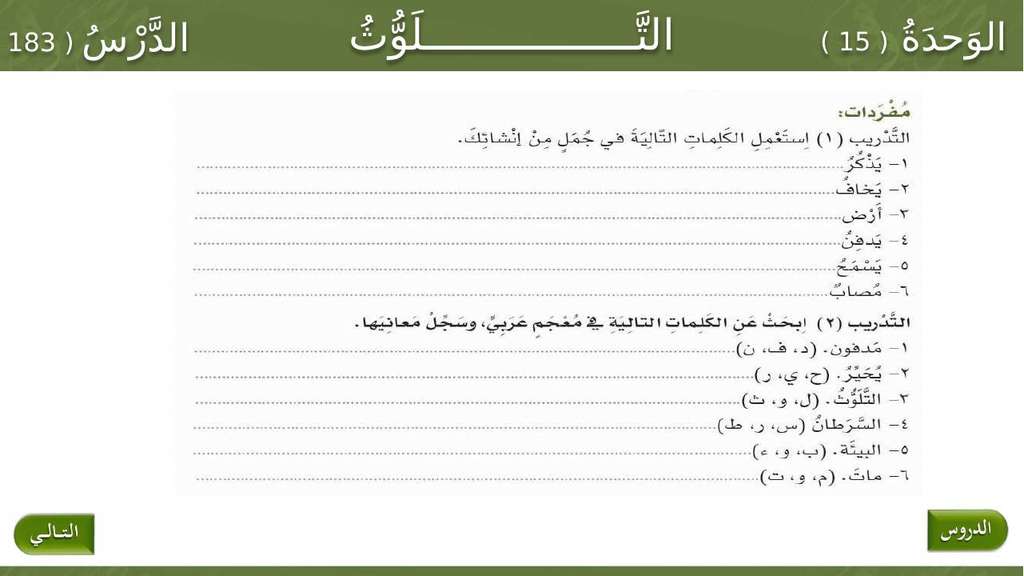 الوَحدَةُ ( 15 ) التَّـــــــــــــــلَوُّثُ الدَّرْسُ ( 183
مُفْرَدات:
التَّدْريب (١) اِستَعْمِلِ الكَلِماتِ التّالِيَةَ في جُمَلٍ مِنْ إنْشائِكَ.
١- يَذْكُرُ
٢- يَخافُ
٣- أَرْض
٤- يَدفِنُ
٥- يَسْمَحُ
٦- مُصابٌ
التَّدْريب (٢) اِبحَثْ عَنِ الكَلِماتِ التالِيَةِ في مُعْجَمٍ عَرَبِيٍّ، وسَجِّلْ مَعانِيَها.
١- مَدفون. (د، ف، ن)
٢- يُحَيِّرُ. (ح، ي، ر)
٣- التَّلَوُّثُ. (ل، و، ث)
٤- السَّرَطانُ (س، ر، ط)
٥- البيئَة. (ب، و، ء)
٦- ماتَ. (م، و، ت)
الدروس
التالي